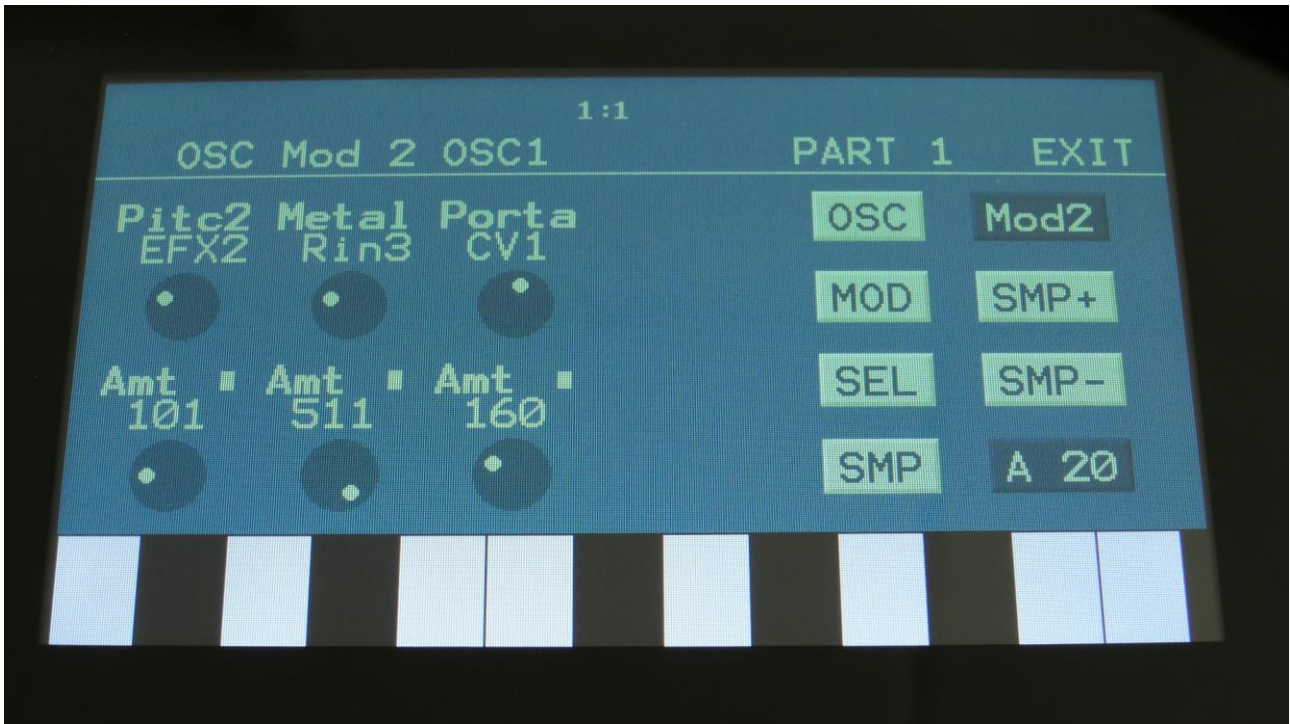 1:1
OSC Mod 2 OSC1 PART 1 EXIT
Pitc2 Metal Porta OSC Mod2
EFX2 Rin3 CV1
MOD SMP+
Amt Amt Amt SEL SMP-
101 511 160
SMP A 20